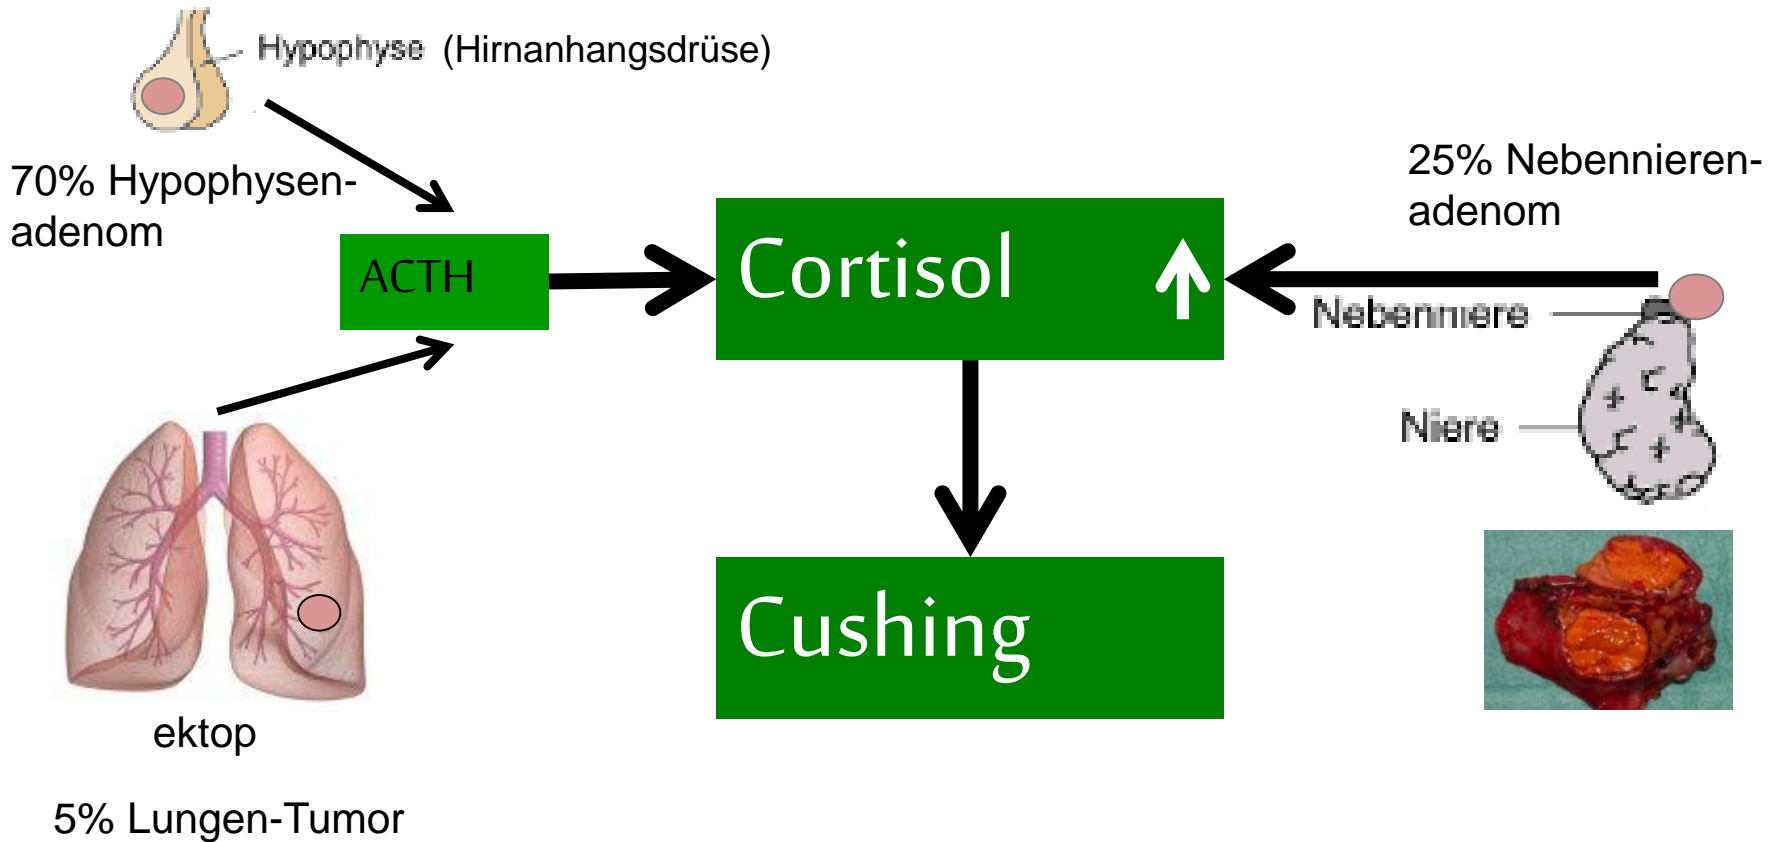 Hypophyse (Hirnanhangsdrüse)
70% Hypophysen-
adenom
25% Nebennieren-
adenom
ACTH
Cortisol
Nebenniere
Niere
Cushing
ektop
5% Lungen-Tumor